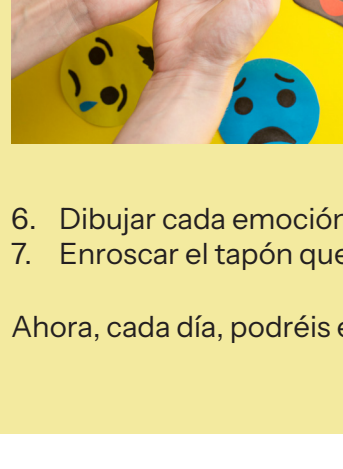 6. Dibujar cada emoción
7. Enroscar el tapón que
Ahora, cada día, podréis